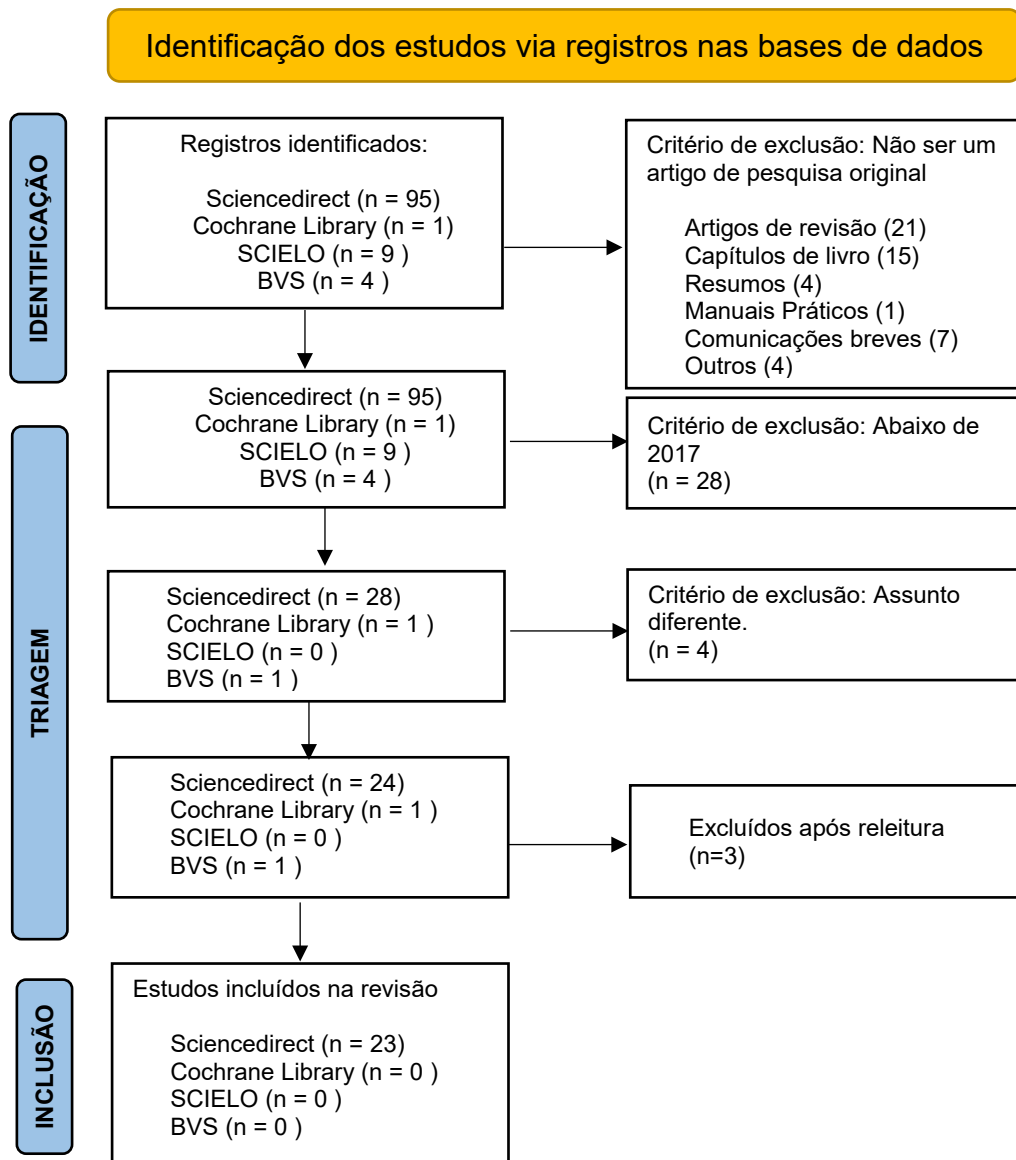 Identificação dos estudos via registros nas bases de dados
IDENTIFICAÇÃO
Registros identificados:
Sciencedirect (n = 95)
Cochrane Library (n = 1)
SCIELO (n = 9 )
BVS (n = 4 )
Critério de exclusão: Não ser um
artigo de pesquisa original
Artigos de revisão (21)
Capítulos de livro (15)
Resumos (4)
Manuais Práticos (1)
Comunicações breves (7)
Outros (4)
TRIAGEM
Sciencedirect (n = 95)
Cochrane Library (n = 1)
SCIELO (n = 9 )
BVS (n = 4 )
Critério de exclusão: Abaixo de
2017
(n = 28)
Sciencedirect (n = 28)
Cochrane Library (n = 1 )
SCIELO (n = 0 )
BVS (n = 1 )
Critério de exclusão: Assunto
diferente.
(n = 4)
Sciencedirect (n = 24)
Cochrane Library (n = 1 )
SCIELO (n = 0 )
BVS (n = 1 )
Excluídos após releitura
(n=3)
INCLUSÃO
Estudos incluídos na revisão
Sciencedirect (n = 23)
Cochrane Library (n = 0 )
SCIELO (n = 0 )
BVS (n = 0 )